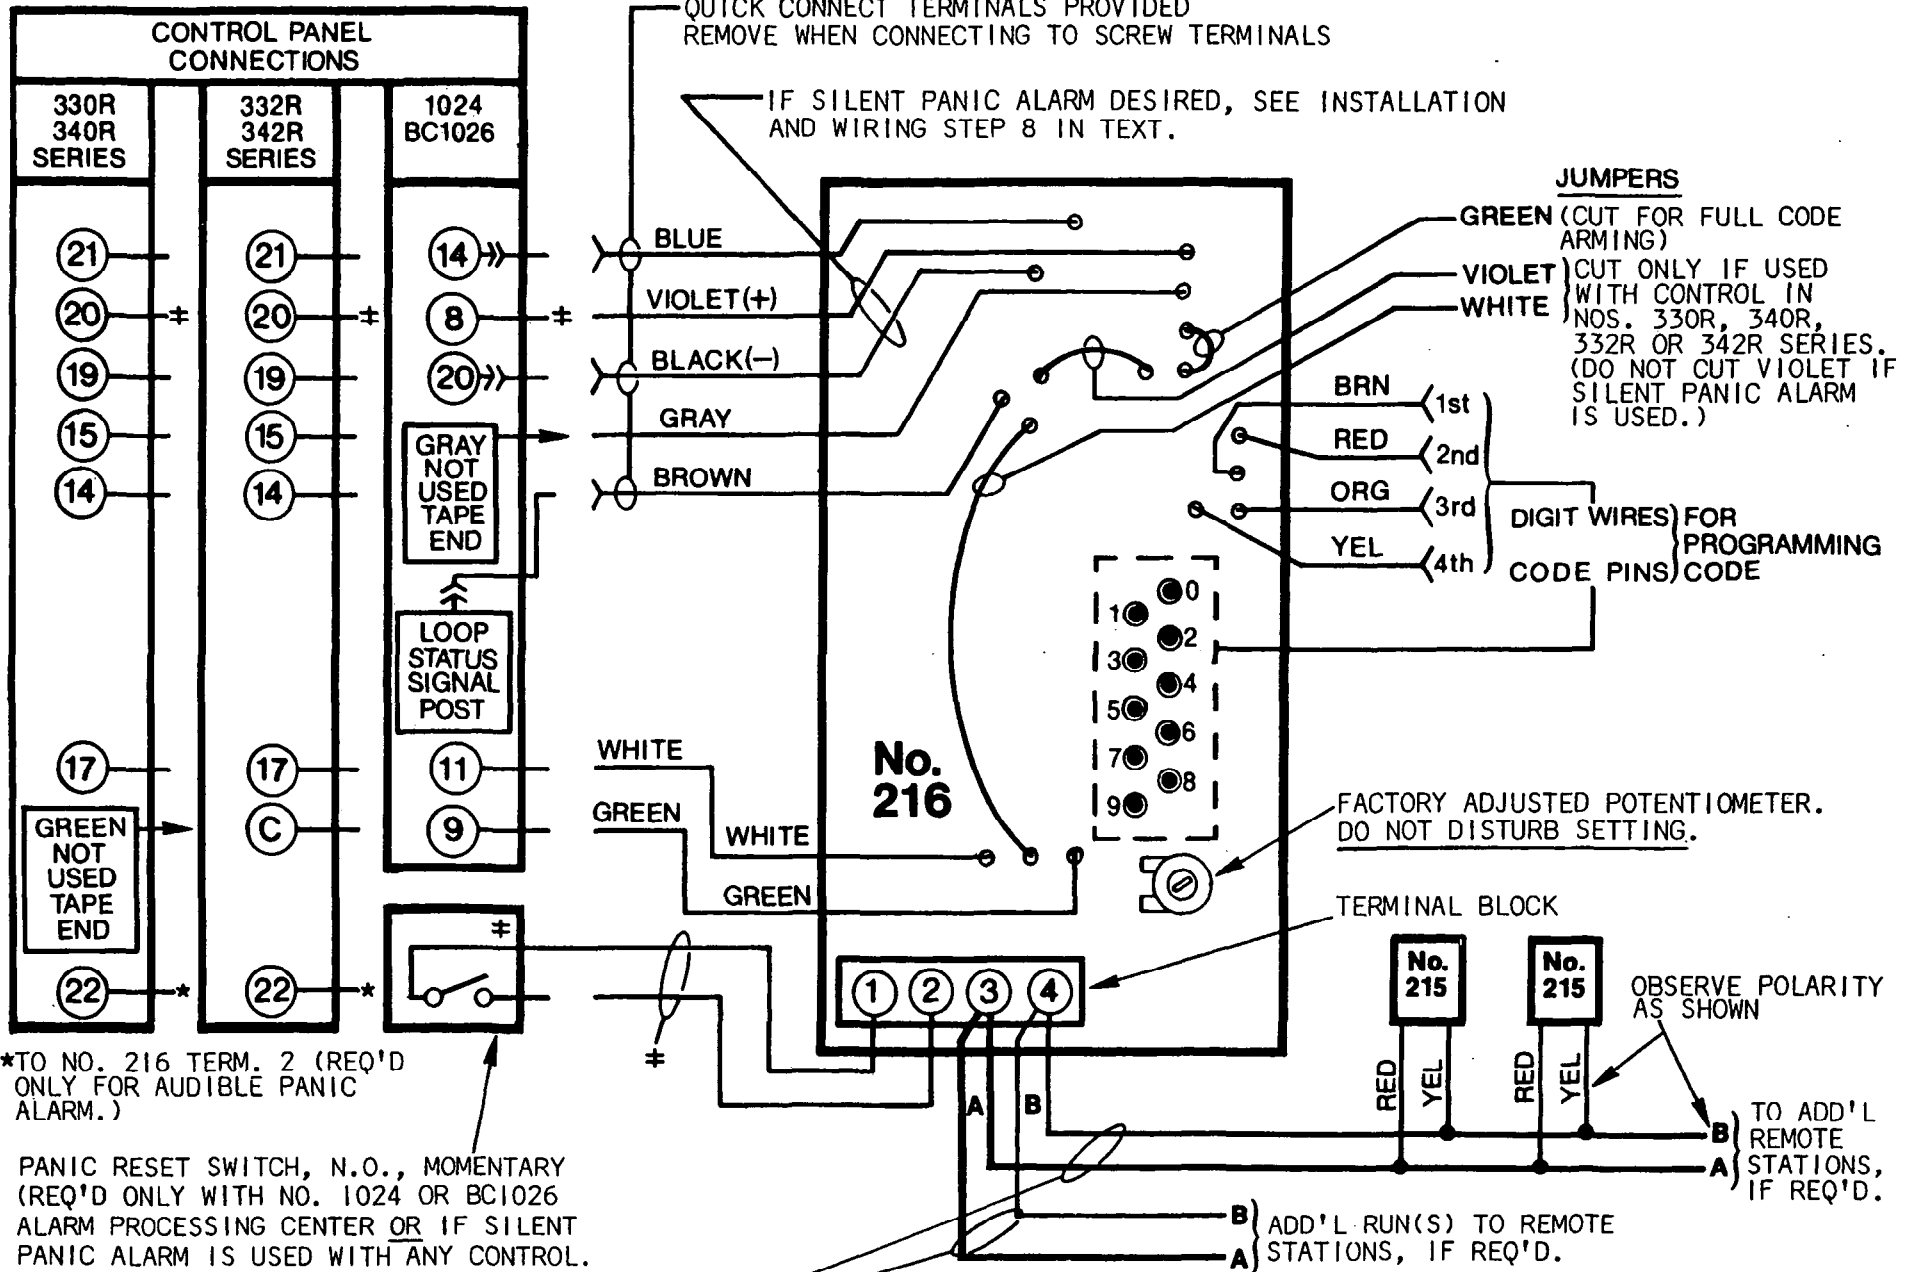 QUICK CONNECT TERMINALS PROVIDED
REMOVE WHEN CONNECTING TO SCREW TERMINALS
CONTROL PANEL
CONNECTIONS
330R
340R
SERIES
332R
342R
SERIES
1024
BC1026
IF SILENT PANIC ALARM DESIRED, SEE INSTALLATION
AND WIRING STEP 8 IN TEXT.
21
20 ‡
19
15
14
17
GREEN
NOT
USED
TAPE
END
22 *
21
20 ‡
19
15
14
17
C
22 *
14
8 ‡
20
GRAY
NOT
USED
TAPE
END
LOOP
STATUS
SIGNAL
POST
11
9
‡
BLUE
VIOLET(+)
BLACK(−)
GRAY
BROWN
WHITE
GREEN
WHITE
GREEN
‡
No.
216
JUMPERS
GREEN (CUT FOR FULL CODE
ARMING)
VIOLET
WHITE
CUT ONLY IF USED
WITH CONTROL IN
NOS. 330R, 340R,
332R OR 342R SERIES.
(DO NOT CUT VIOLET IF
SILENT PANIC ALARM
IS USED.)
BRN 1st
RED 2nd
ORG 3rd
YEL 4th
DIGIT WIRES
CODE PINS
FOR
PROGRAMMING
CODE
0
1
2
3
4
5
6
7
8
9
FACTORY ADJUSTED POTENTIOMETER.
DO NOT DISTURB SETTING.
TERMINAL BLOCK
1 2 3 4
No.
215
No.
215
OBSERVE POLARITY
AS SHOWN
RED
YEL
RED
YEL
A B
B
A
TO ADD'L
REMOTE
STATIONS,
IF REQ'D.
B
A
ADD'L RUN(S) TO REMOTE
STATIONS, IF REQ'D.
*TO NO. 216 TERM. 2 (REQ'D
ONLY FOR AUDIBLE PANIC
ALARM.)
PANIC RESET SWITCH, N.O., MOMENTARY
(REQ'D ONLY WITH NO. 1024 OR BC1026
ALARM PROCESSING CENTER OR IF SILENT
PANIC ALARM IS USED WITH ANY CONTROL.